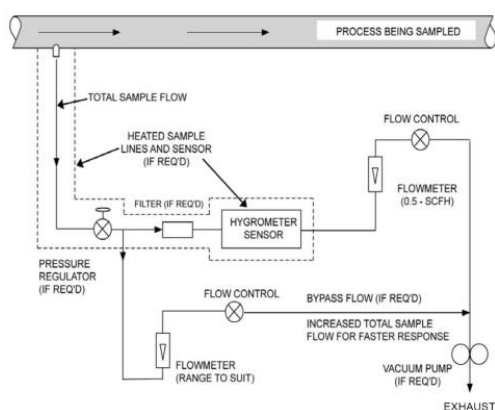 PROCESS BEING SAMPLED
TOTAL SAMPLE FLOW
FLOW CONTROL
HEATED SAMPLE
LINES AND SENSOR
(IF REQ'D)
FLOWMETER
(0.5 - SCFH)
FILTER (IF REQ'D)
HYGROMETER
SENSOR
PRESSURE
REGULATOR
(IF REQ'D)
FLOW CONTROL
BYPASS FLOW (IF REQ'D)
INCREASED TOTAL SAMPLE
FLOW FOR FASTER RESPONSE
FLOWMETER
(RANGE TO SUIT)
VACUUM PUMP
(IF REQ'D)
EXHAUST